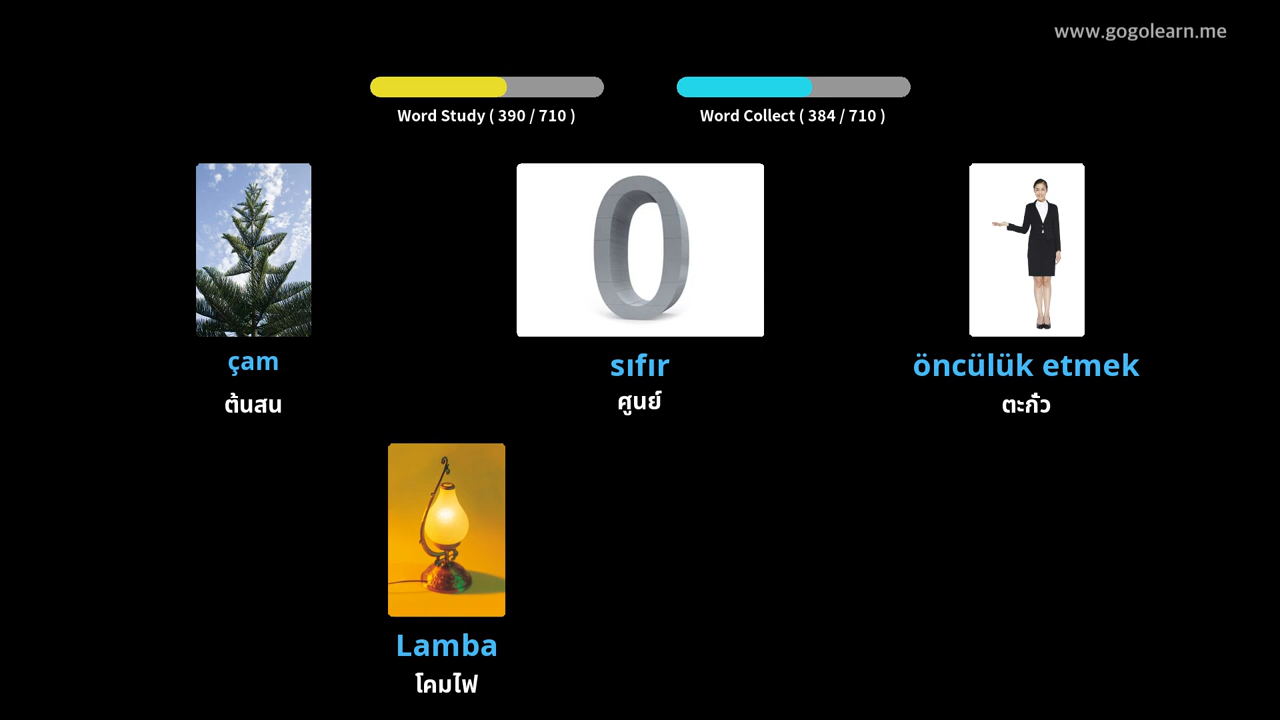 www.gogolearn.me
Word Study ( 390 / 710 )
Word Collect ( 384 / 710 )
çam
ต้นสน
sıfır
ศูนย์
öncülük etmek
ตะกั่ว
Lamba
โคมไฟ